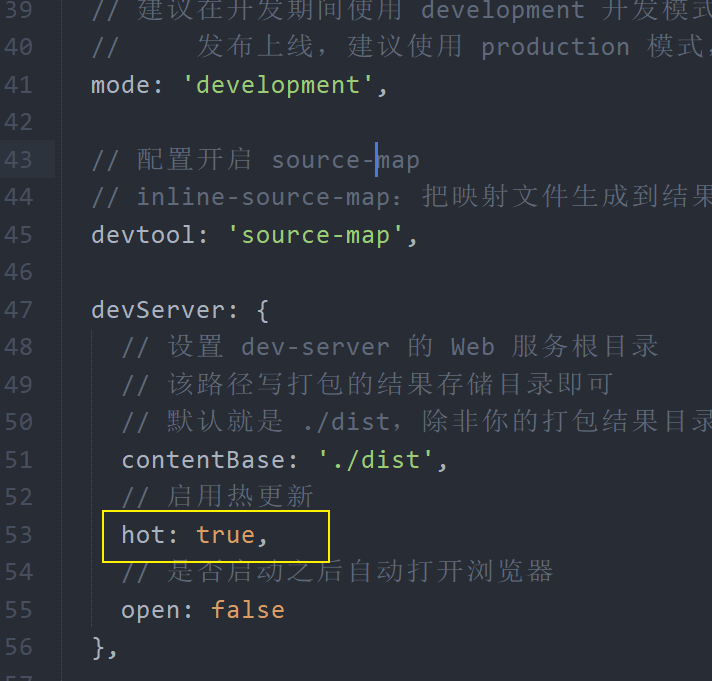 39 // 建议在开发期间使用 development 开发模式
40 // 发布上线，建议使用 production 模式，
41 mode: 'development',
42
43 // 配置开启 source-map
44 // inline-source-map：把映射文件生成到结果
45 devtool: 'source-map',
46
47 devServer: {
48 // 设置 dev-server 的 Web 服务根目录
49 // 该路径写打包的结果存储目录即可
50 // 默认就是 ./dist，除非你的打包结果目录
51 contentBase: './dist',
52 // 启用热更新
53 hot: true,
54 // 是否启动之后自动打开浏览器
55 open: false
56 },